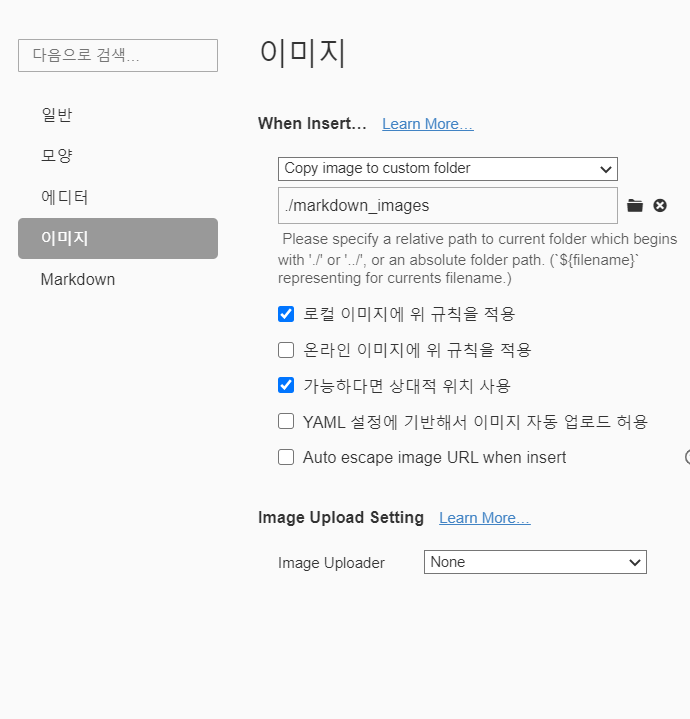 다음으로 검색...
일반
모양
에디터
이미지
Markdown
이미지
When Insert... Learn More...
Copy image to custom folder
./markdown_images
Please specify a relative path to current folder which begins
with './' or '../', or an absolute folder path. (`${filename}`
representing for currents filename.)
로컬 이미지에 위 규칙을 적용
온라인 이미지에 위 규칙을 적용
가능하다면 상대적 위치 사용
YAML 설정에 기반해서 이미지 자동 업로드 허용
Auto escape image URL when insert
Image Upload Setting Learn More...
Image Uploader None